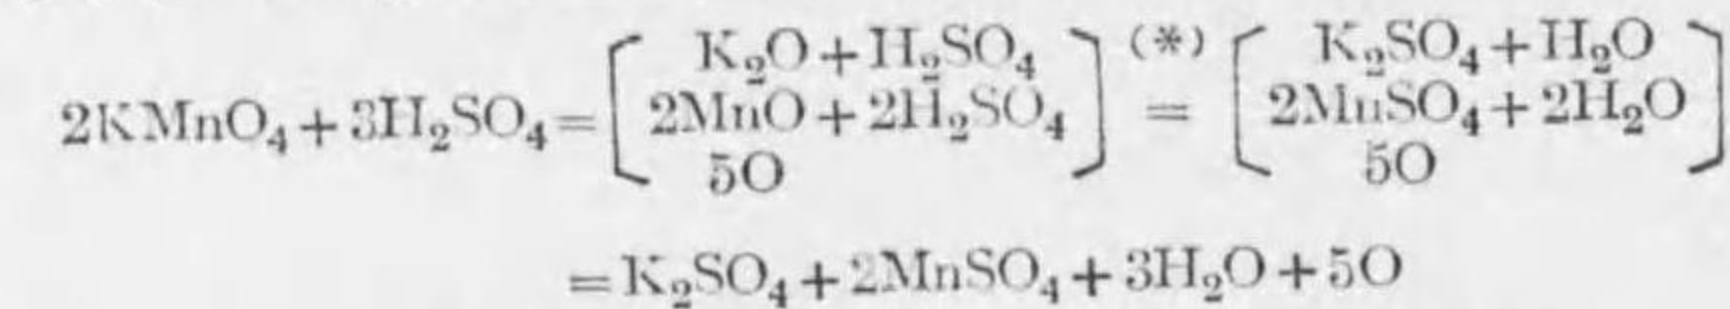 2KMnO₄+3H₂SO₄=[K₂O+H₂SO₄ 2MnO+2H₂SO₄ 5O] (*) = [K₂SO₄+H₂O 2MnSO₄+2H₂O 5O]
=K₂SO₄+2MnSO₄+3H₂O+5O